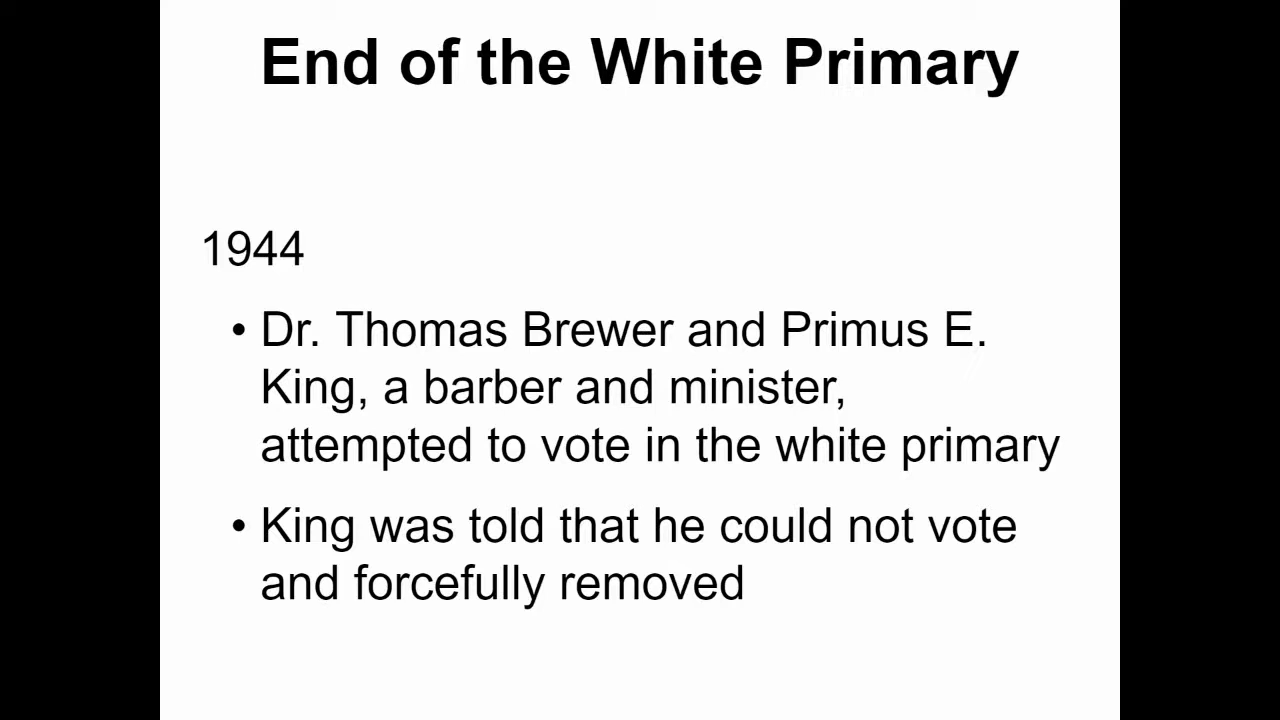 End of the White Primary
1944
• Dr. Thomas Brewer and Primus E.
King, a barber and minister,
attempted to vote in the white primary
• King was told that he could not vote
and forcefully removed